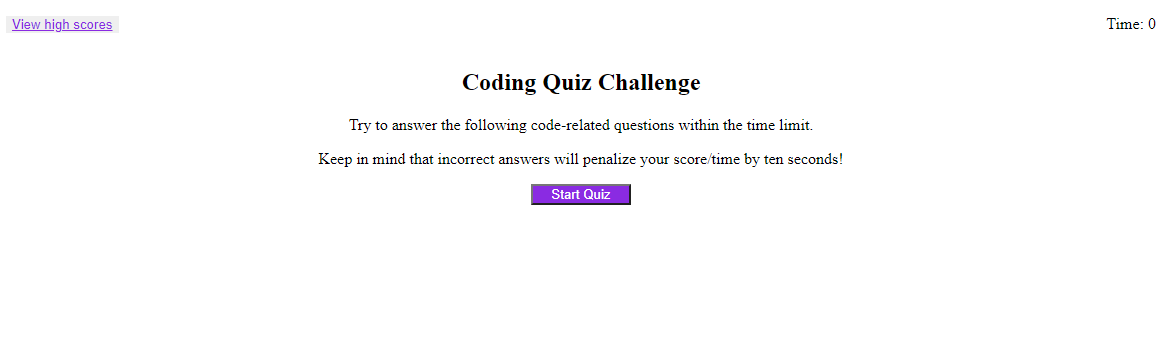 View high scores
Time: 0
Coding Quiz Challenge
Try to answer the following code-related questions within the time limit.
Keep in mind that incorrect answers will penalize your score/time by ten seconds!
Start Quiz